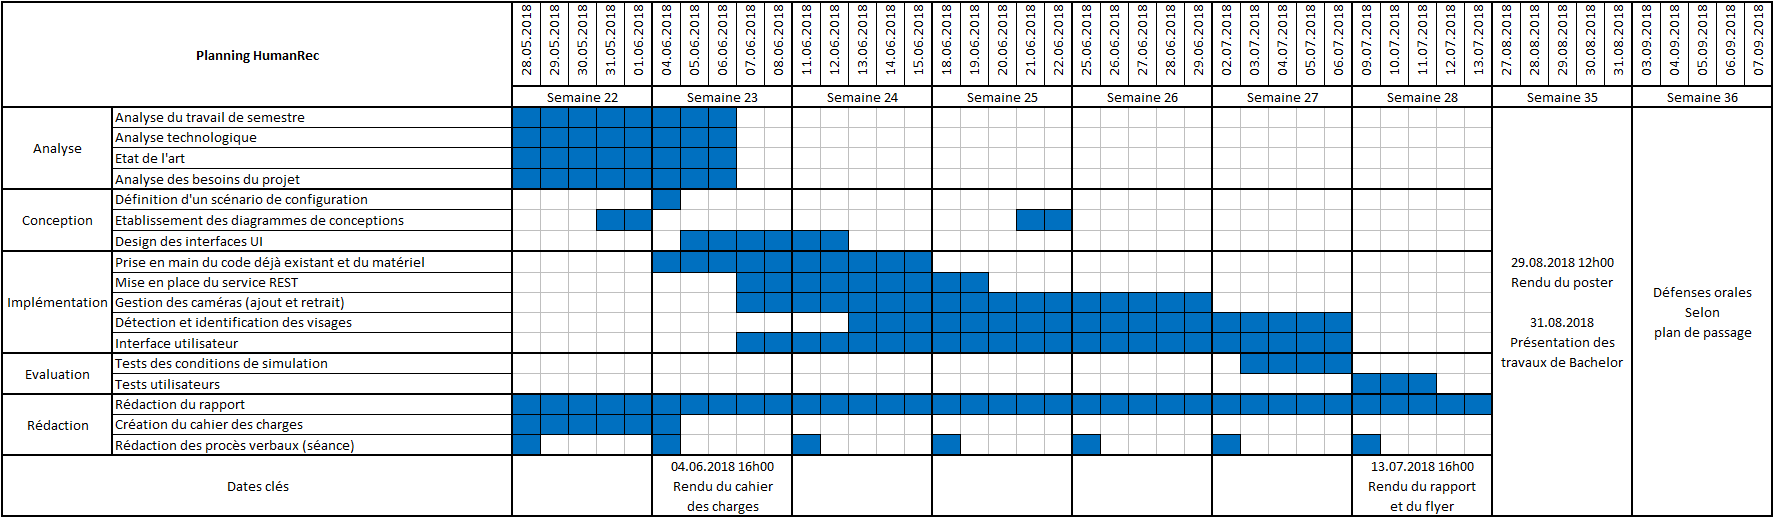 Planning HumanRec
28.05.2018
29.05.2018
30.05.2018
31.05.2018
01.06.2018
04.06.2018
05.06.2018
06.06.2018
07.06.2018
08.06.2018
11.06.2018
12.06.2018
13.06.2018
14.06.2018
15.06.2018
18.06.2018
19.06.2018
20.06.2018
21.06.2018
22.06.2018
25.06.2018
26.06.2018
27.06.2018
28.06.2018
29.06.2018
02.07.2018
03.07.2018
04.07.2018
05.07.2018
06.07.2018
09.07.2018
10.07.2018
11.07.2018
12.07.2018
13.07.2018
27.08.2018
28.08.2018
29.08.2018
30.08.2018
31.08.2018
03.09.2018
04.09.2018
05.09.2018
06.09.2018
07.09.2018
Semaine 22
Semaine 23
Semaine 24
Semaine 25
Semaine 26
Semaine 27
Semaine 28
Semaine 35
Semaine 36
Analyse
Analyse du travail de semestre
Analyse technologique
Etat de l'art
Analyse des besoins du projet
Conception
Définition d'un scénario de configuration
Etablissement des diagrammes de conceptions
Design des interfaces UI
Implémentation
Prise en main du code déjà existant et du matériel
Mise en place du service REST
Gestion des caméras (ajout et retrait)
Détection et identification des visages
Interface utilisateur
Evaluation
Tests des conditions de simulation
Tests utilisateurs
Rédaction
Rédaction du rapport
Création du cahier des charges
Rédaction des procès verbaux (séance)
Dates clés
04.06.2018 16h00
Rendu du cahier
des charges
13.07.2018 16h00
Rendu du rapport
et du flyer
29.08.2018 12h00
Rendu du poster
31.08.2018
Présentation des
travaux de Bachelor
Défenses orales
Selon
plan de passage